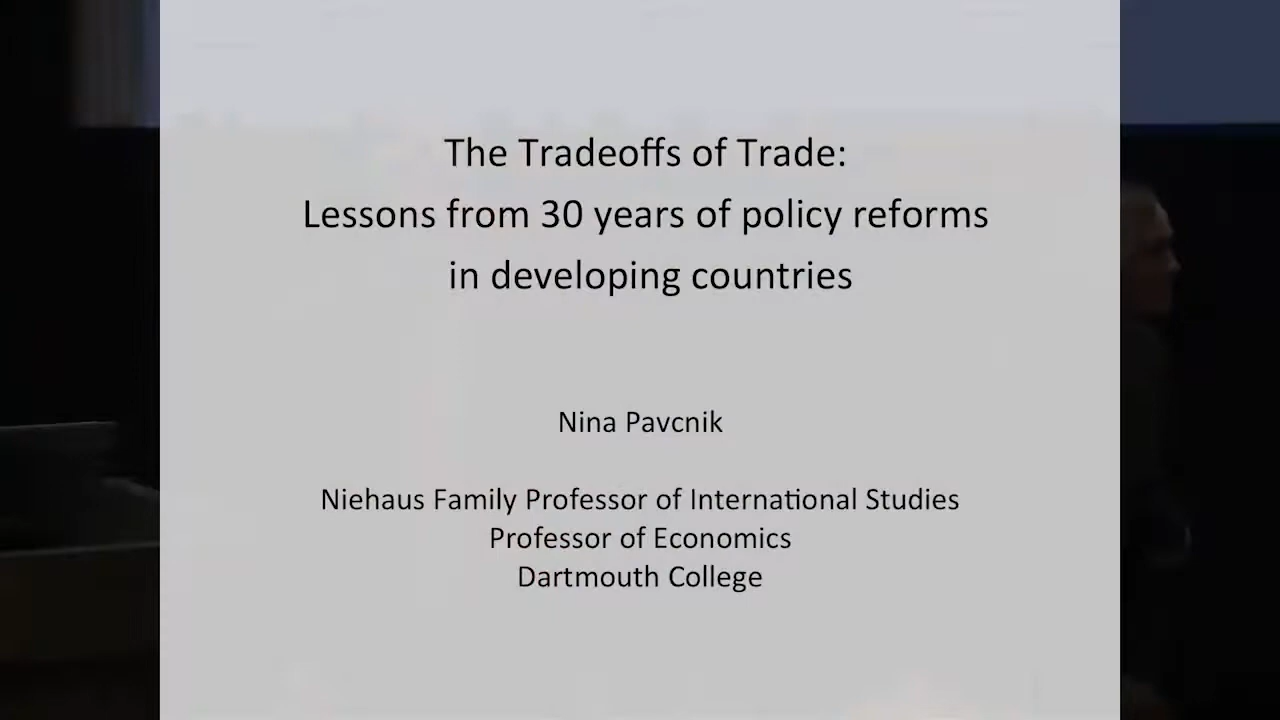 The Tradeoffs of Trade:
Lessons from 30 years of policy reforms
in developing countries
Nina Pavcnik
Niehaus Family Professor of International Studies
Professor of Economics
Dartmouth College